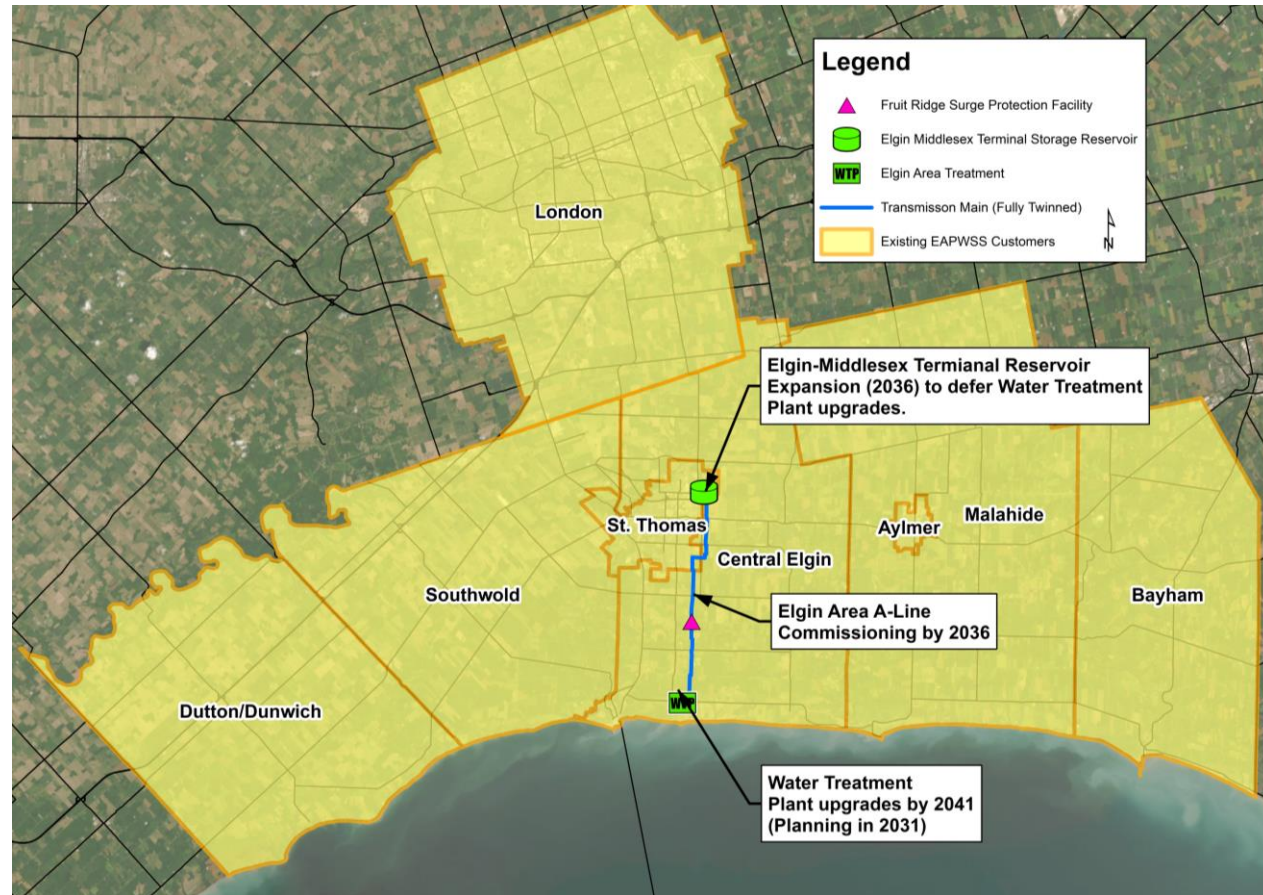 Legend
Fruit Ridge Surge Protection Facility
Elgin Middlesex Terminal Storage Reservoir
WTP
Elgin Area Treatment
Transmisson Main (Fully Twinned)
Existing EAPWSS Customers
N
London
Elgin-Middlesex Termianal Reservoir
Expansion (2036) to defer Water Treatment
Plant upgrades.
St. Thomas
Aylmer
Malahide
Central Elgin
Southwold
Bayham
Elgin Area A-Line
Commissioning by 2036
WTP
Dutton/Dunwich
Water Treatment
Plant upgrades by 2041
(Planning in 2031)